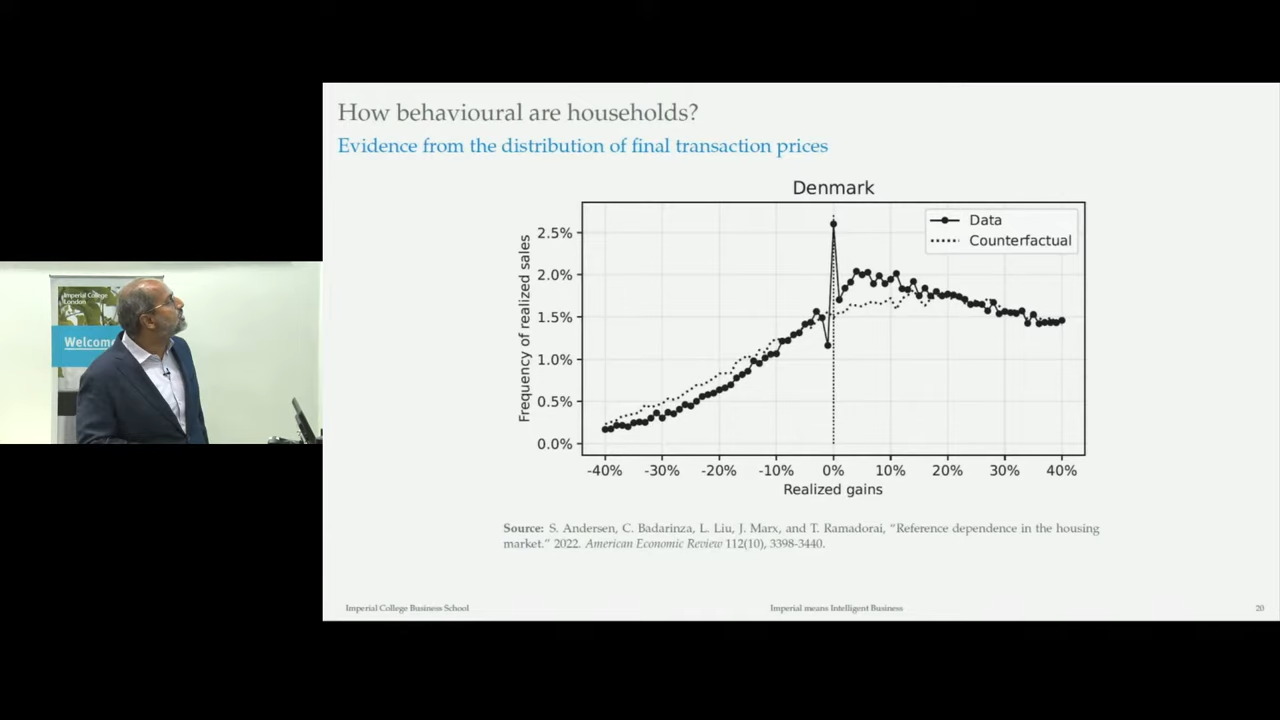 How behavioural are households?
Evidence from the distribution of final transaction prices
Denmark
Data
Counterfactual
Frequency of realized sales
2.5%
2.0%
1.5%
1.0%
0.5%
0.0%
-40% -30% -20% -10% 0% 10% 20% 30% 40%
Realized gains
Source: S. Andersen, C. Badarinza, L. Liu, J. Marx, and T. Ramadorai, “Reference dependence in the housing
market.” 2022. American Economic Review 112(10), 3398-3440.
Imperial College Business School
Imperial means Intelligent Business
20
Imperial College
London
Welcome